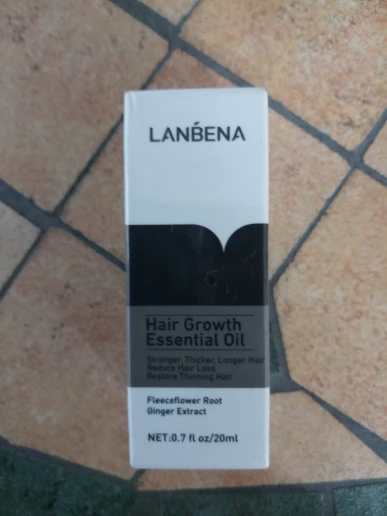 LANBENA
Hair Growth
Essential Oil
Stronger, Thicker, Longer Hair
Reduce Hair Loss
Restore Thinning Hair
Fleeceflower Root
Ginger Extract
NET:0.7 fl oz/20ml